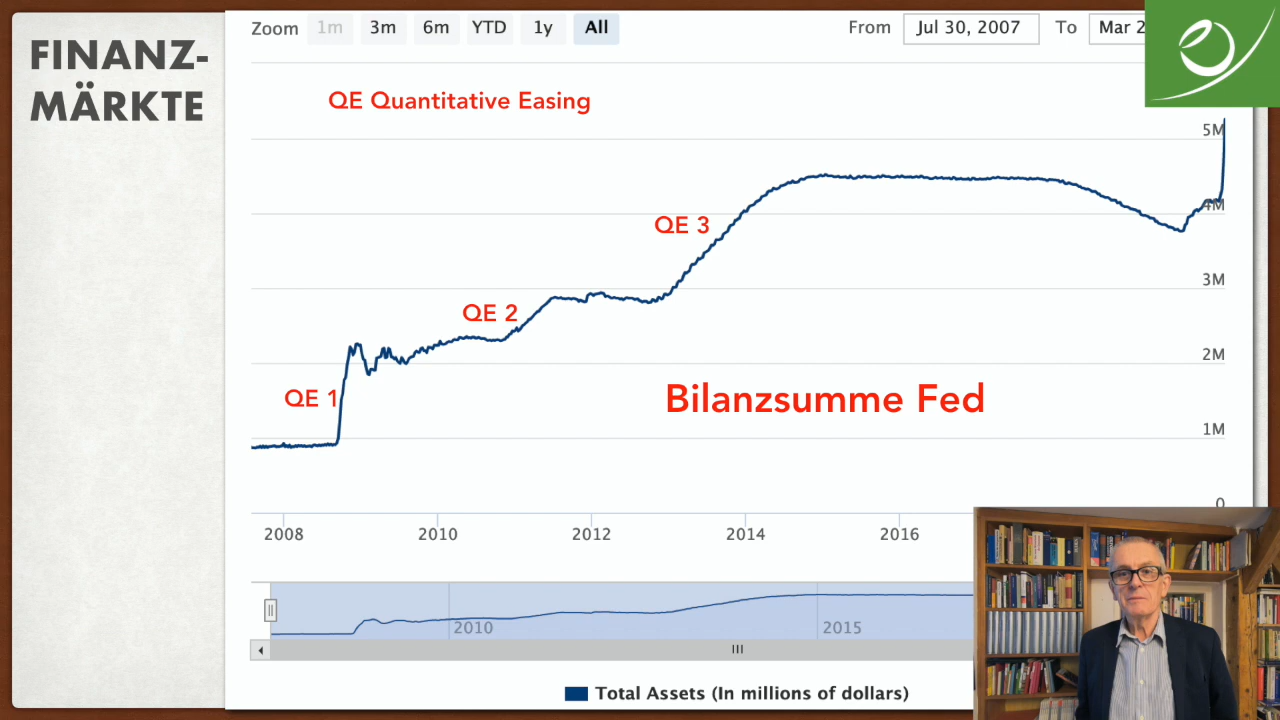 FINANZ-
MÄRKTE
Zoom 1m 3m 6m YTD 1y All From Jul 30, 2007 To Mar 2
QE Quantitative Easing
5M
4M
QE 3
3M
QE 2
2M
QE 1
Bilanzsumme Fed
1M
0
2008 2010 2012 2014 2016
2010 2015
Total Assets (In millions of dollars)